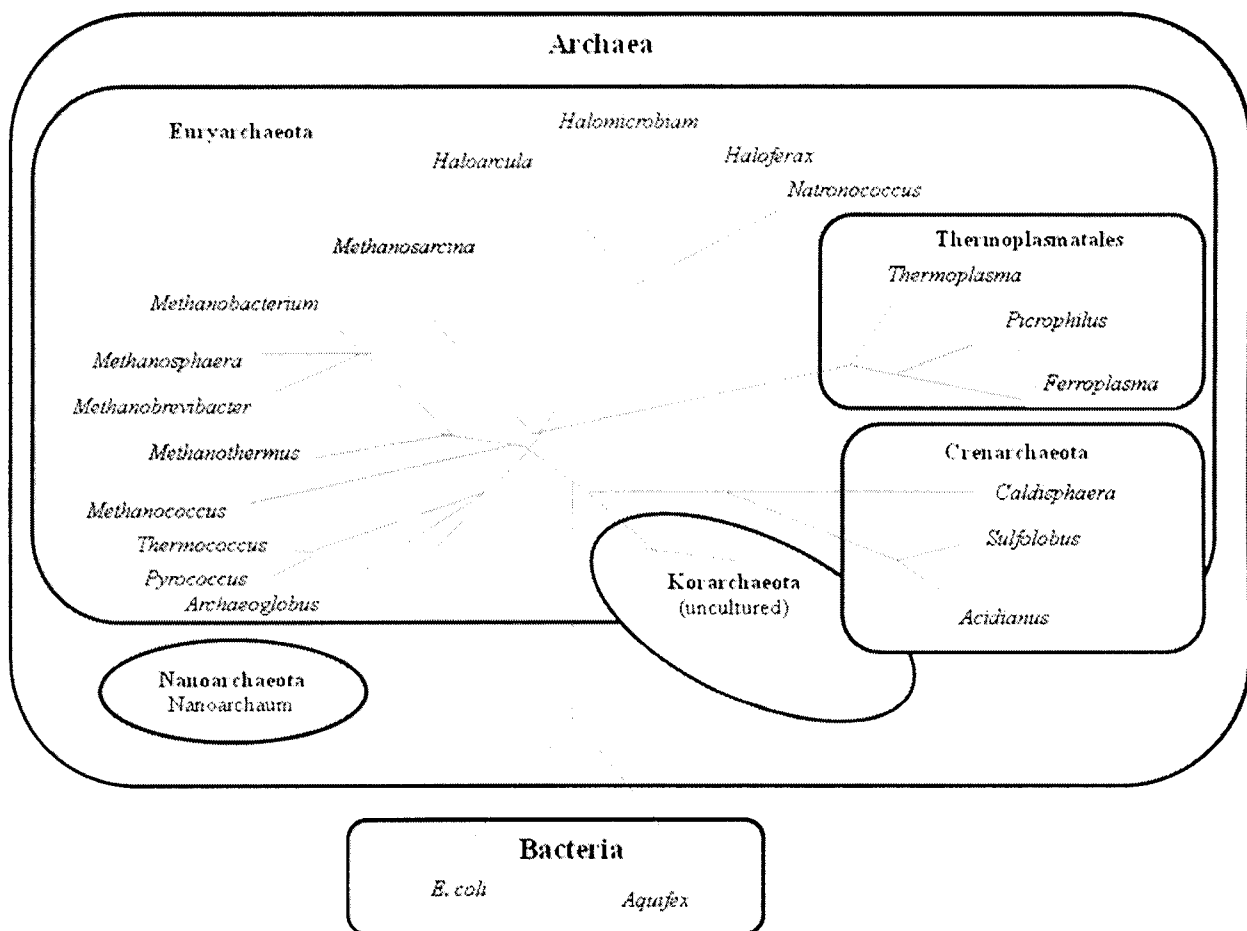 Archaea
Euryarchaeota
Halomicrobiam
Haloarcula
Haloferax
Natronococcus
Methanosarcina
Thermoplasmatales
Thermoplasma
Methanobacterium
Picrophilus
Methanosphaera
Ferroplasma
Methanobrevibacter
Methanothermus
Crenarchaeota
Caldisphaera
Methanococcus
Sulfolobus
Thermococcus
Pyrococcus
Korarchaeota
(uncultured)
Archaeoglobus
Acidianus
Nanoarchaeota
Nanoarchaum
Bacteria
E. coli
Aquifex